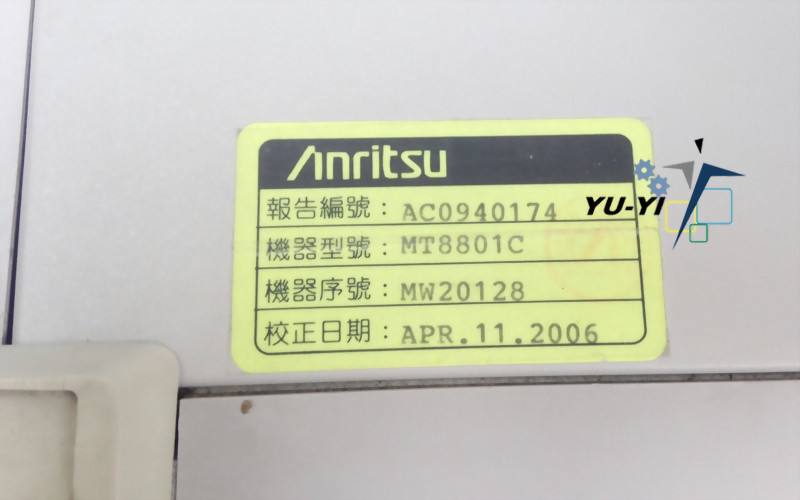 Anritsu
報告編號：AC0940174
機器型號：MT8801C
機器序號：MW20128
校正日期：APR.11.2006
YU-YI